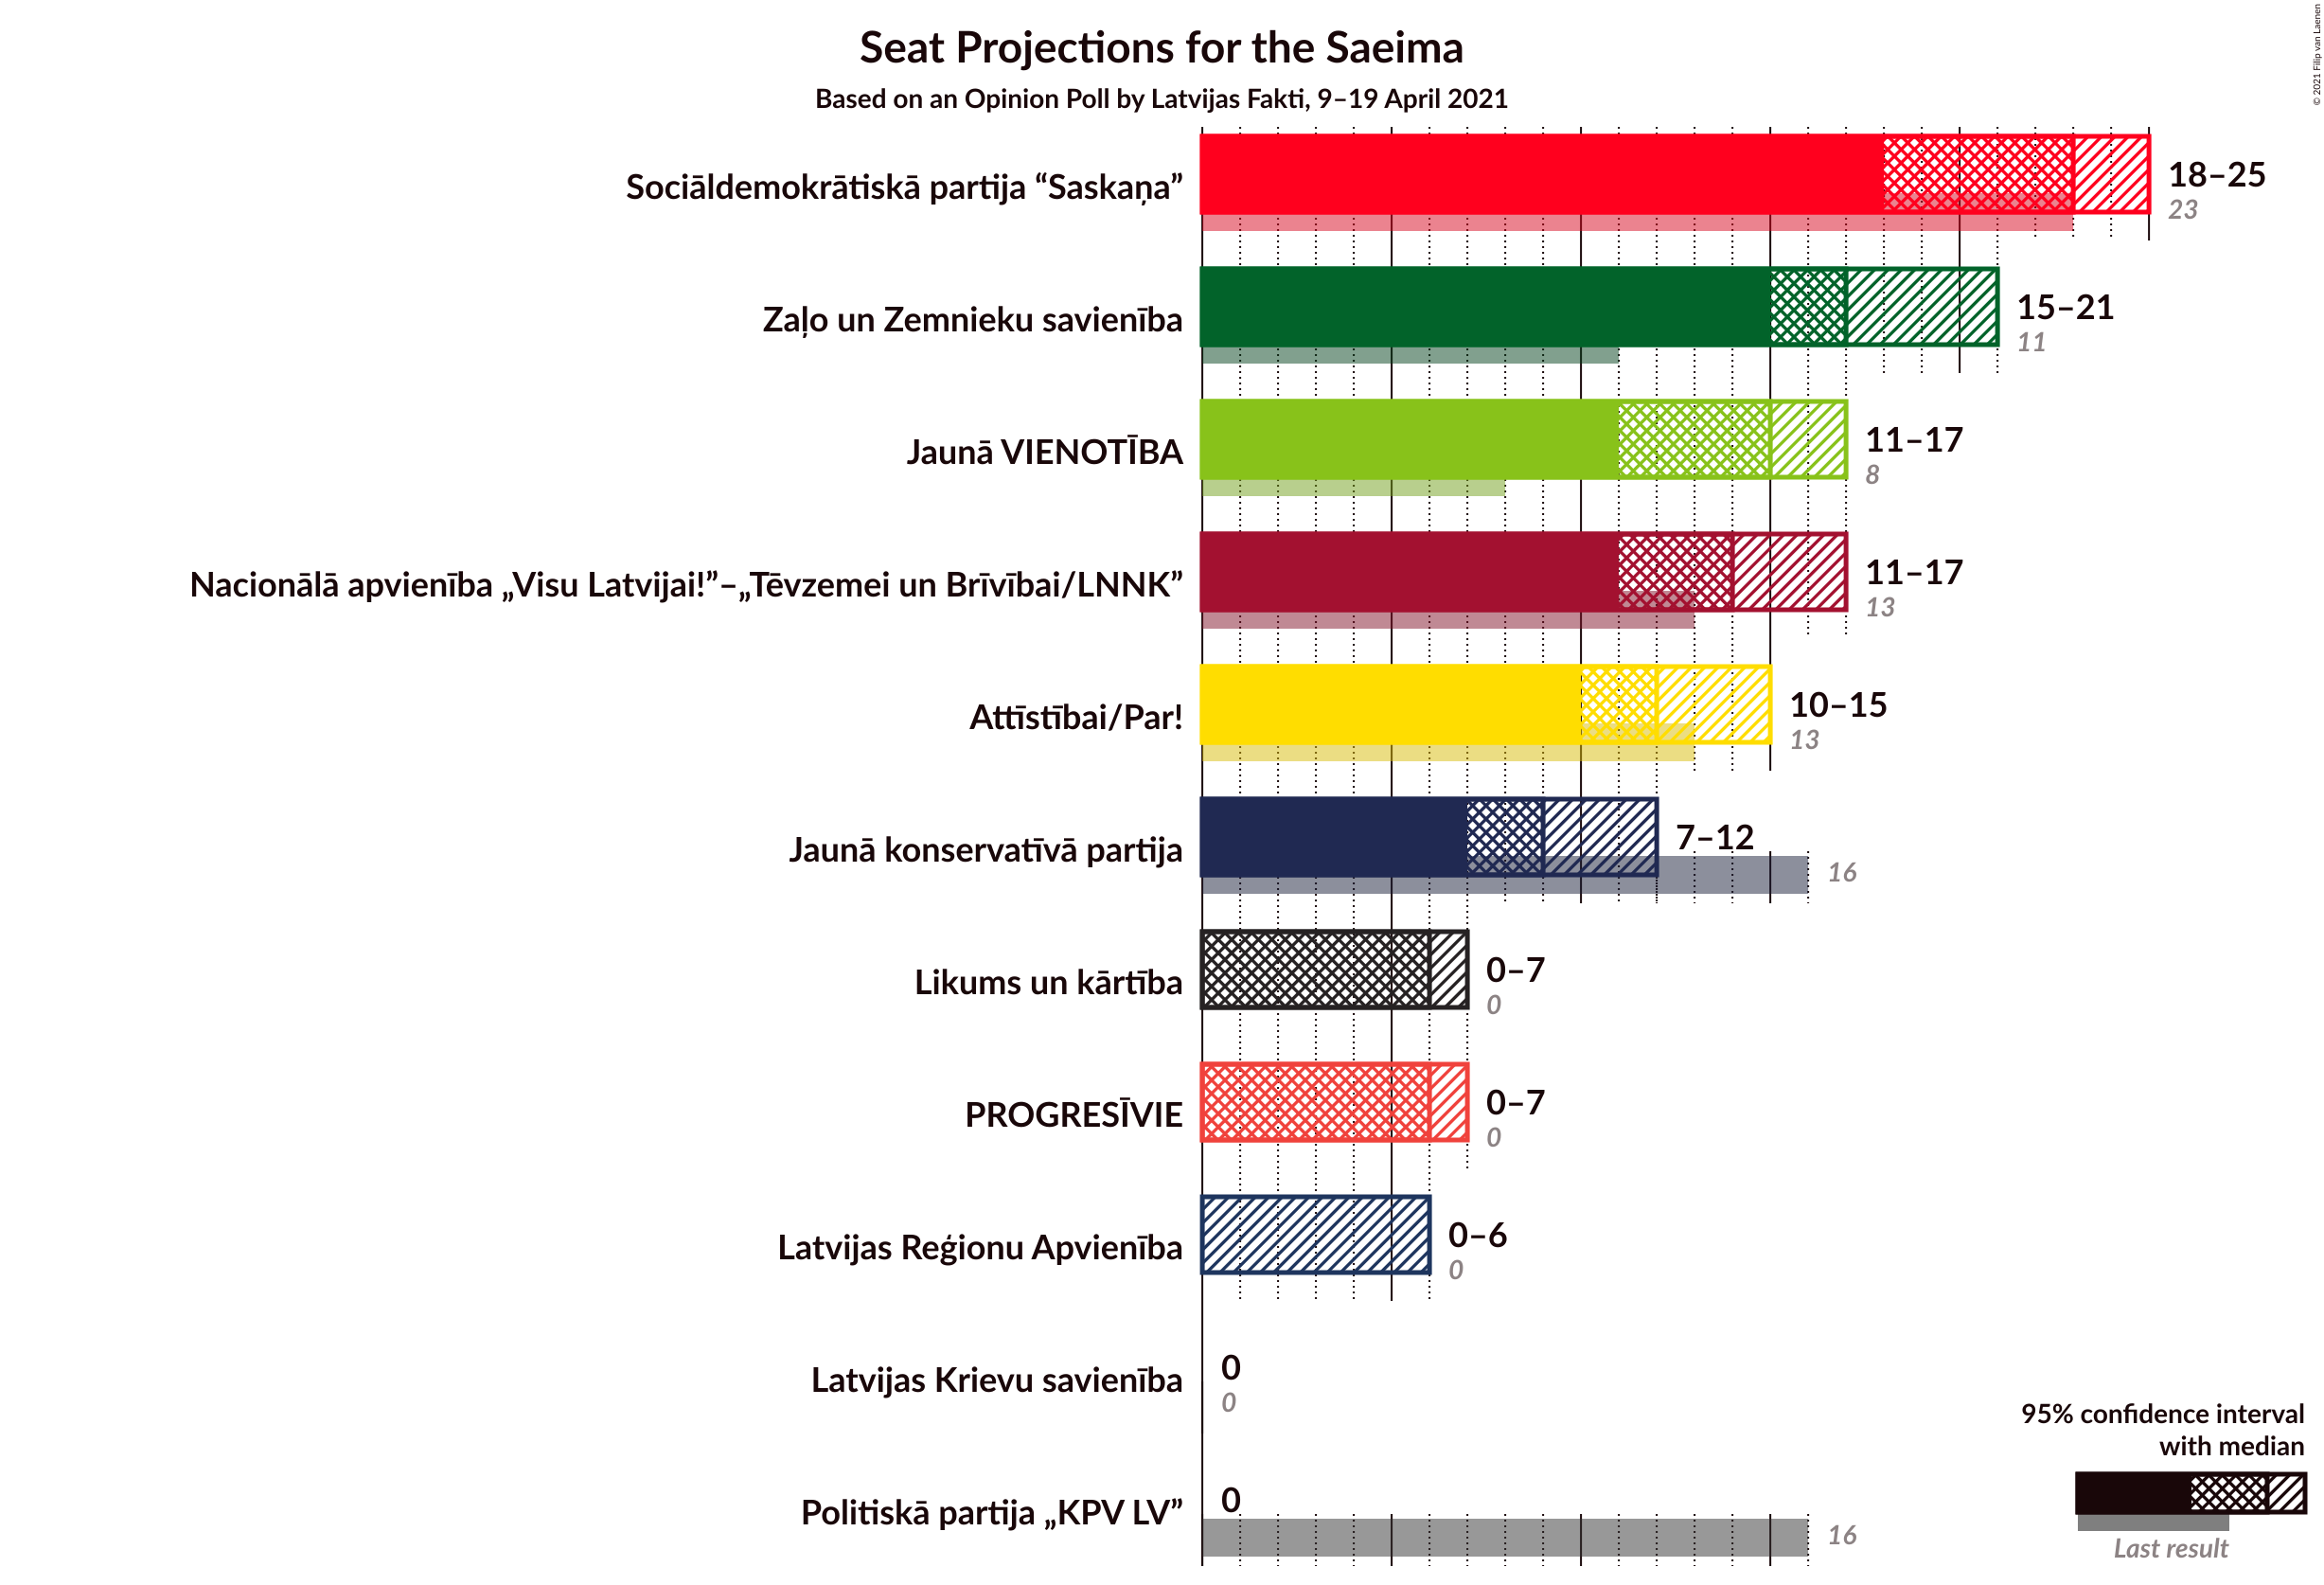 Seat Projections for the Saeima
Based on an Opinion Poll by Latvijas Fakti, 9–19 April 2021
© 2021 Filip van Laenen
Sociāldemokrātiskā partija “Saskaņa”
18–25
23
Zaļo un Zemnieku savienība
15–21
11
Jaunā VIENOTĪBA
11–17
8
Nacionālā apvienība „Visu Latvijai!”–„Tēvzemei un Brīvībai/LNNK”
11–17
13
Attīstībai/Par!
10–15
13
Jaunā konservatīvā partija
7–12
16
Likums un kārtība
0–7
0
PROGRESĪVIE
0–7
0
Latvijas Reģionu Apvienība
0–6
0
Latvijas Krievu savienība
0
0
Politiskā partija „KPV LV”
0
16
95% confidence interval
with median
Last result